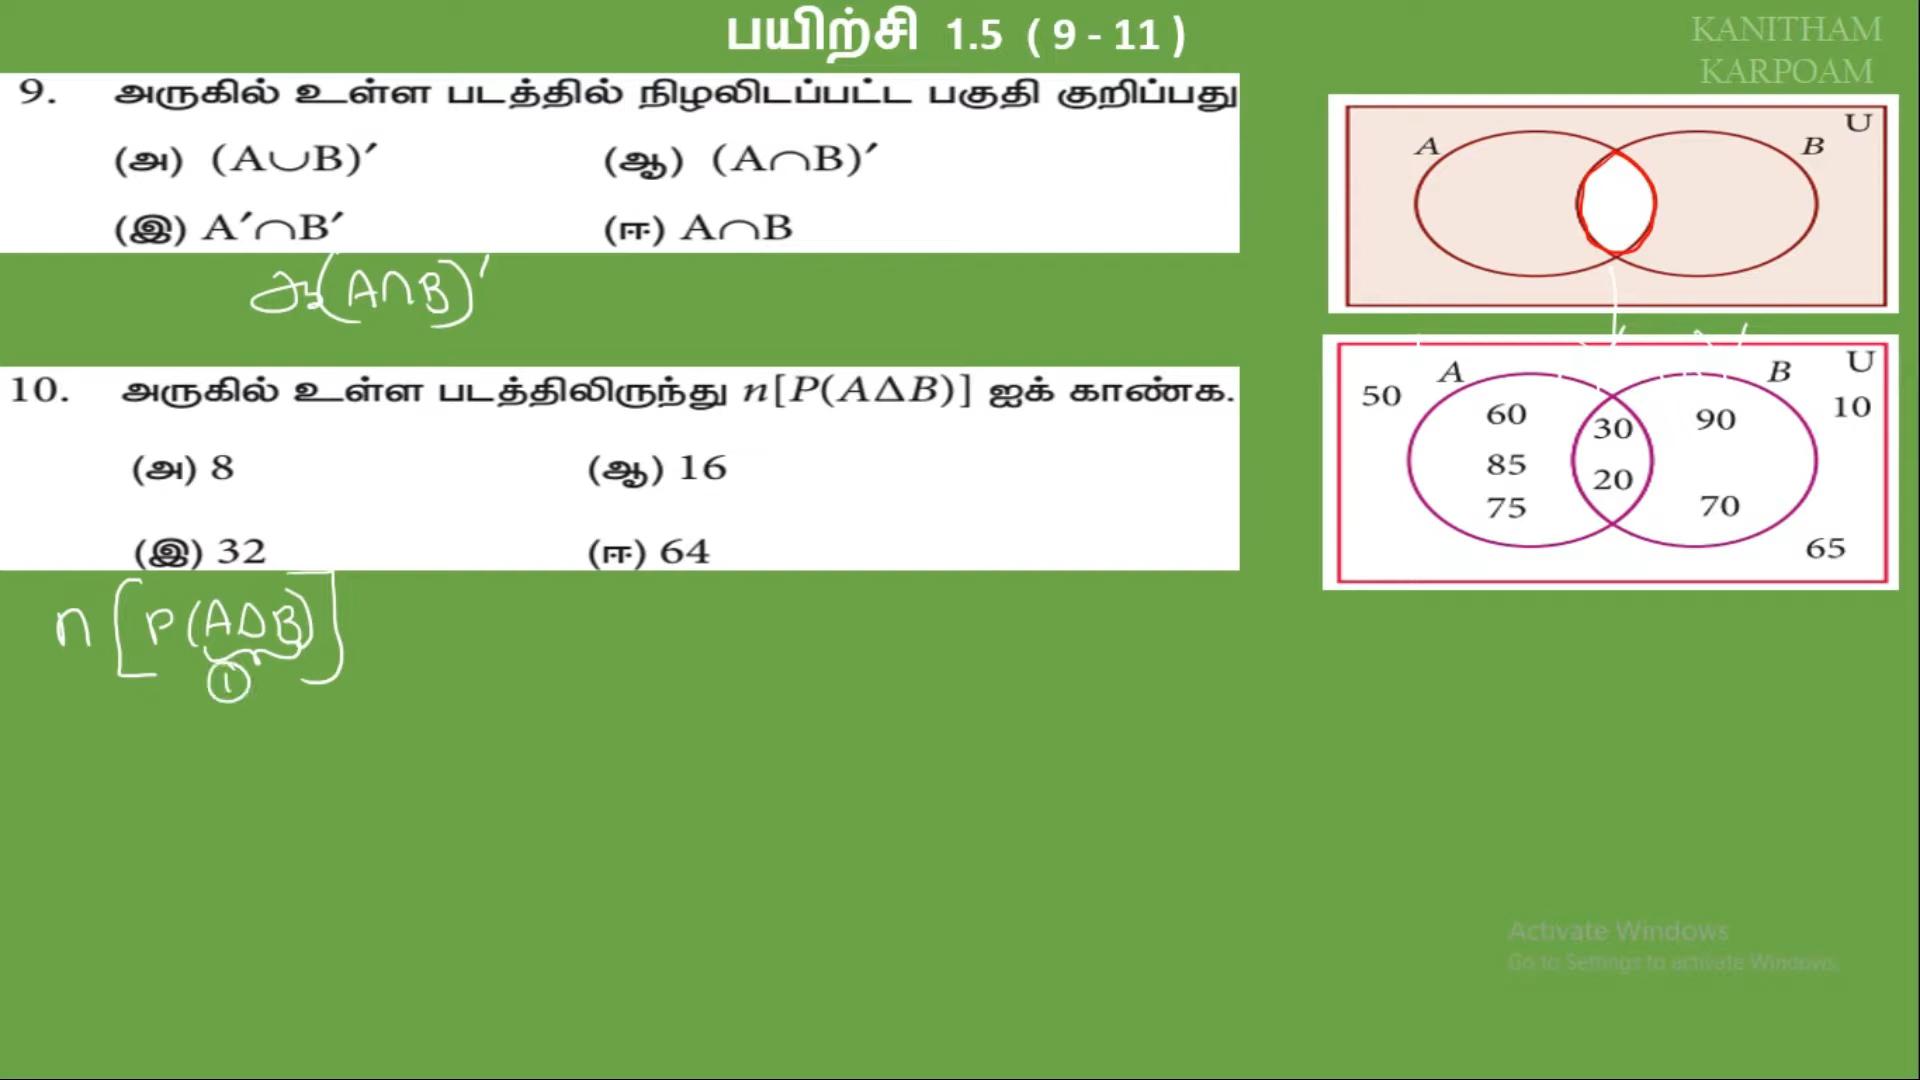 பயிற்சி 1.5 ( 9 - 11 )
KANITHAM
KARPOAM
9. அருகில் உள்ள படத்தில் நிழலிடப்பட்ட பகுதி குறிப்பது
(அ) (A∪B)′ (ஆ) (A∩B)′
(இ) A′∩B′ (ஈ) A∩B
ஆ (A∩B)′
A B U
10. அருகில் உள்ள படத்திலிருந்து n[P(AΔB)] ஐக் காண்க.
(அ) 8 (ஆ) 16
(இ) 32 (ஈ) 64
A B U
50 60 30 90 10
85 20
75 70
65
n[P(AΔB)]
1
Activate Windows
Go to Settings to activate Windows.